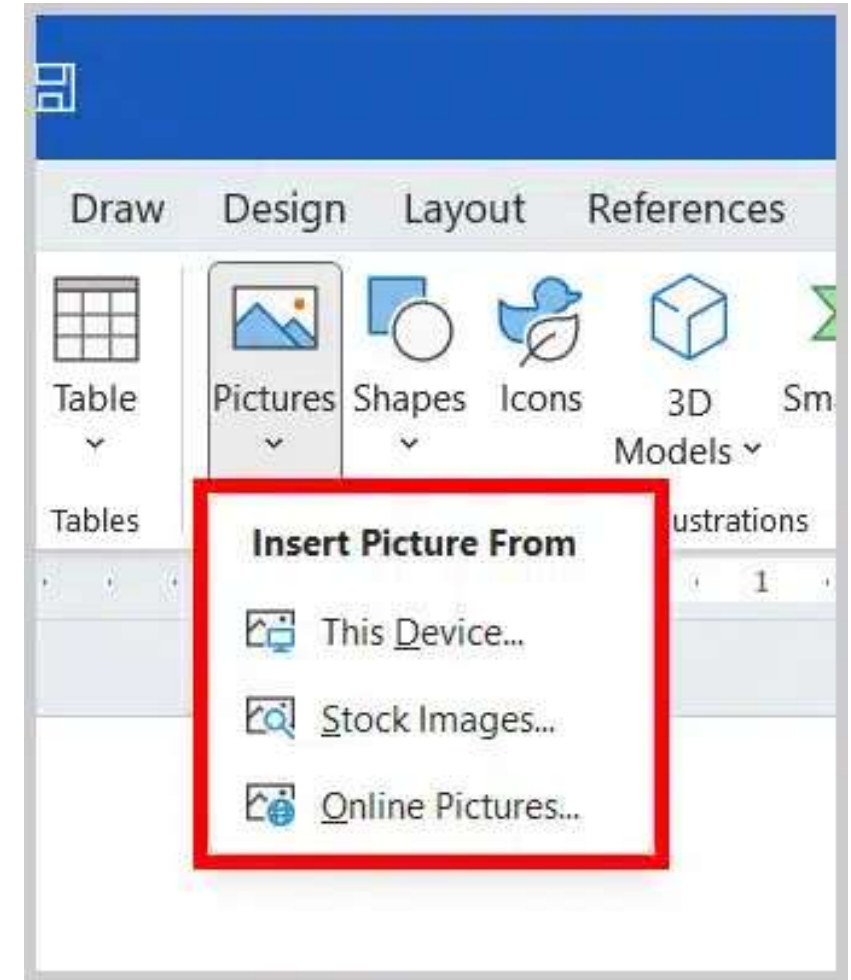 Draw Design Layout References
Table Pictures Shapes Icons 3D Models
Tables
Insert Picture From
This Device...
Stock Images...
Online Pictures...
1